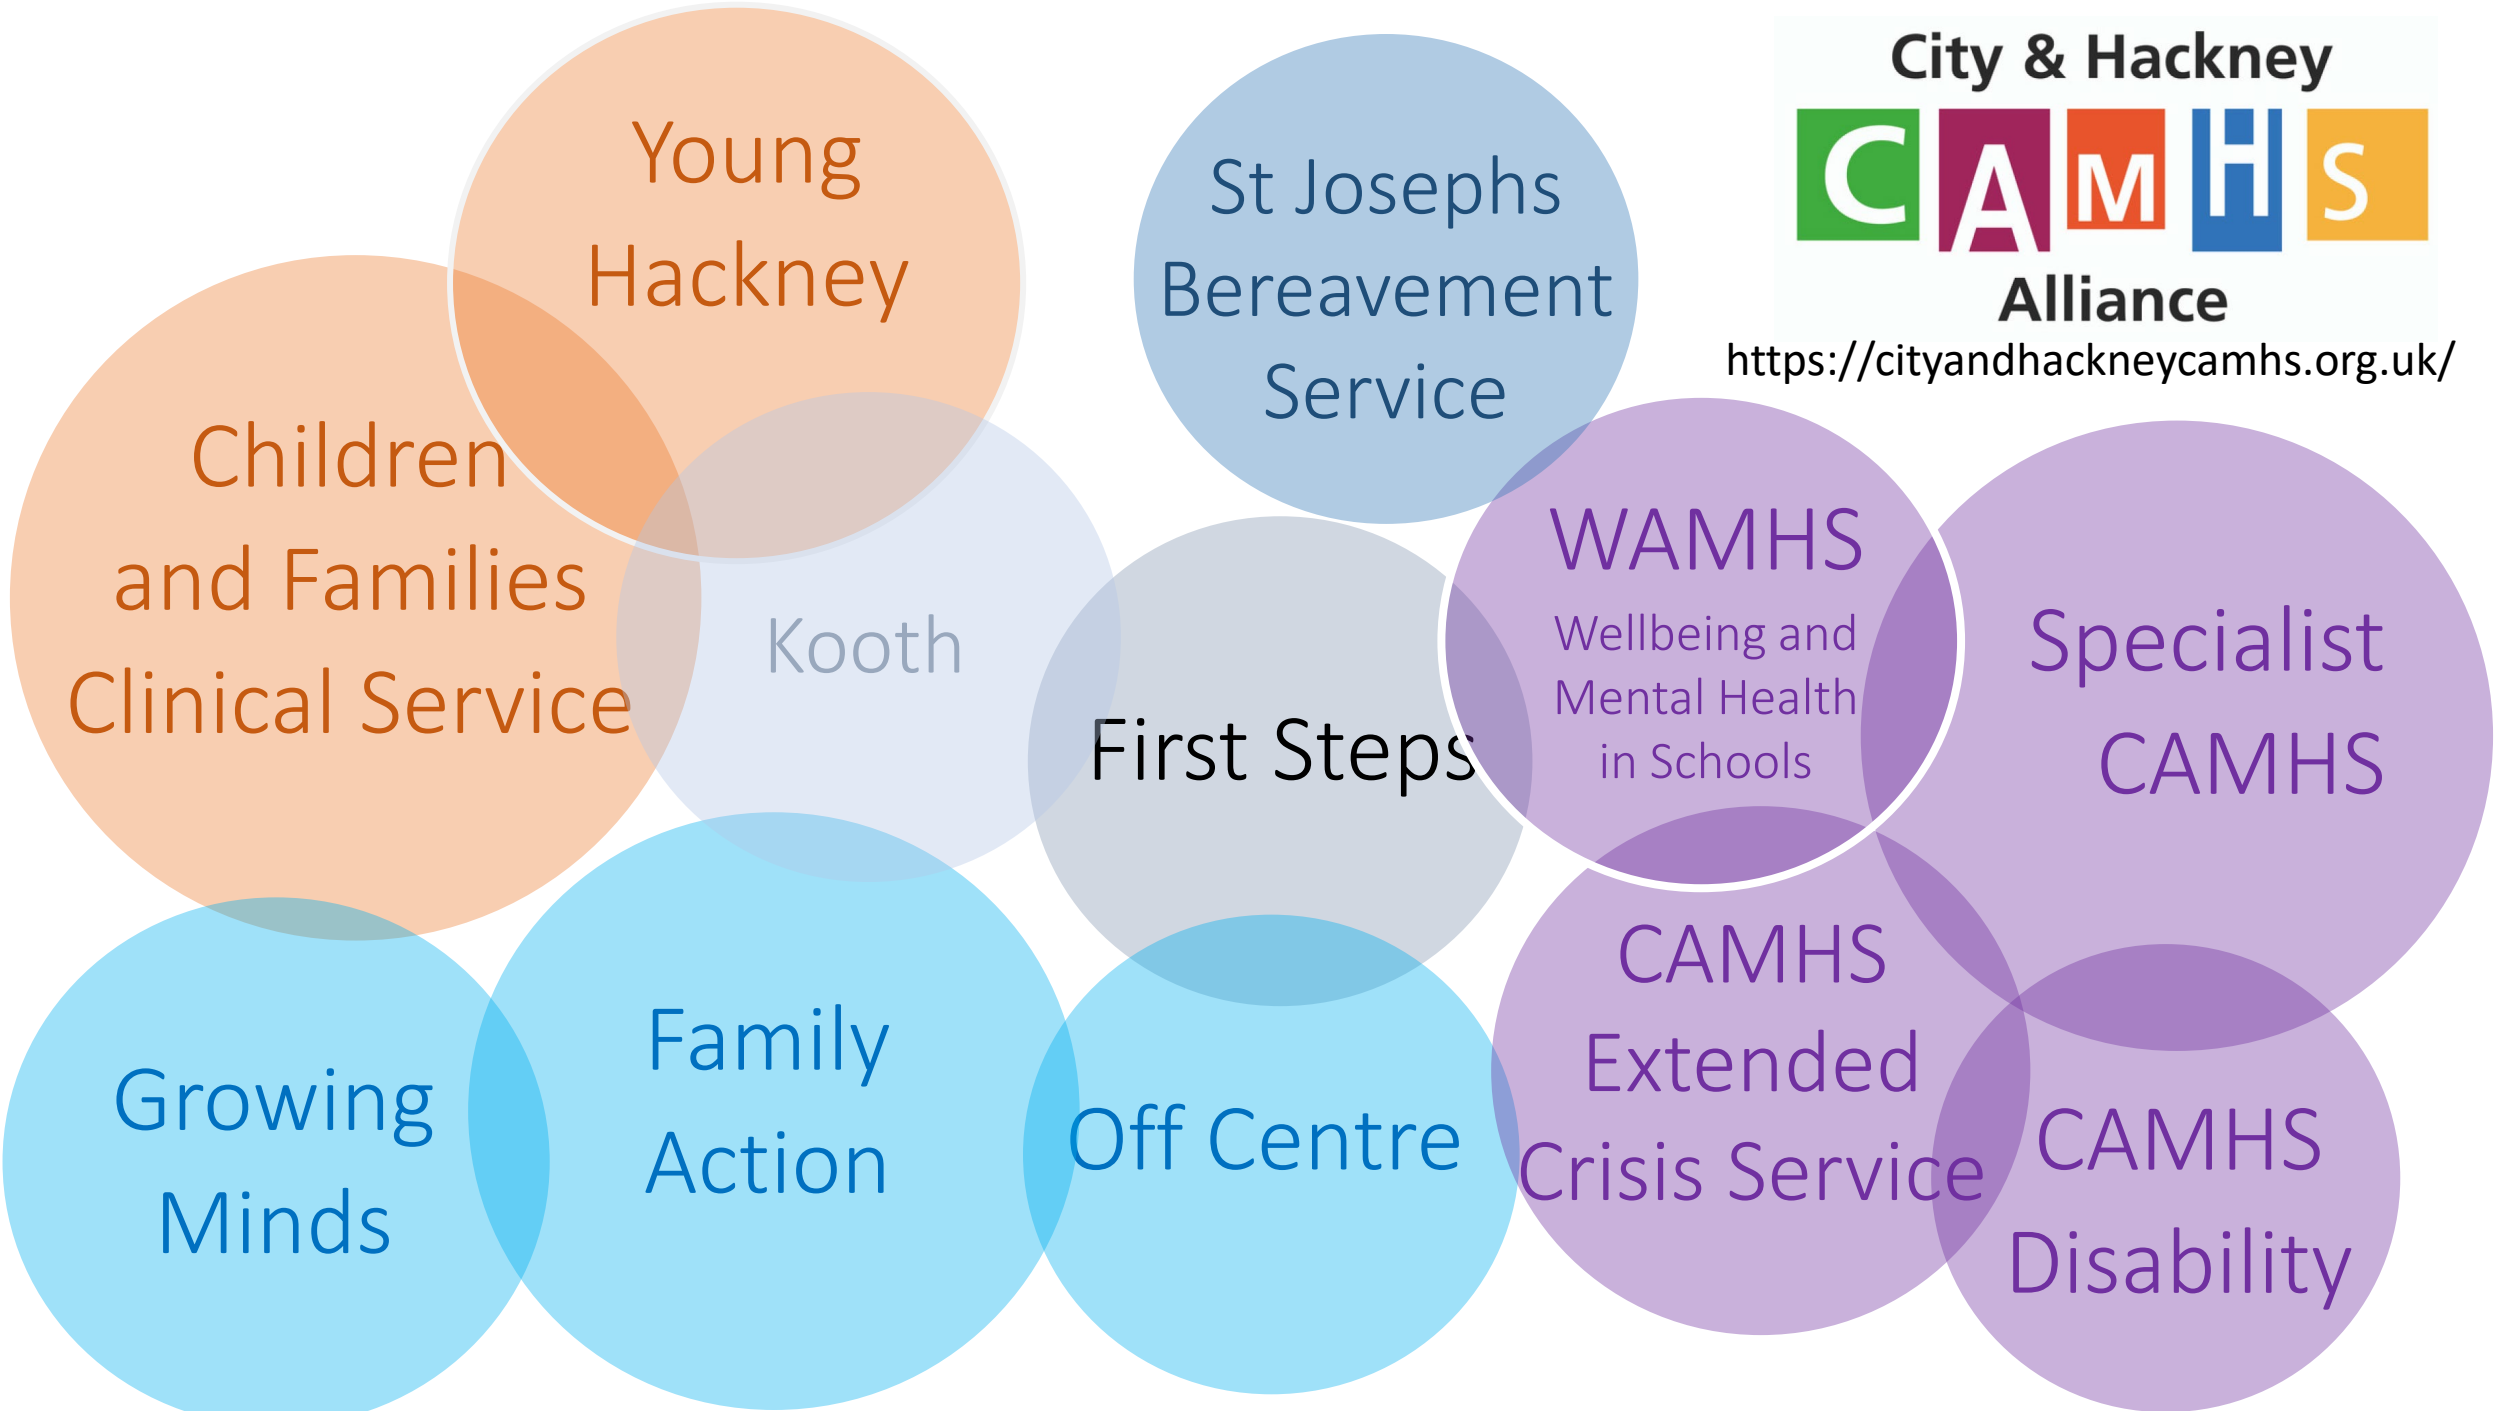 Young
Hackney
St Josephs
Bereavement
Service
City & Hackney
CAMHS
Alliance
https://cityandhackneycamhs.org.uk/
Children
and Families
Clinical Service
Kooth
First Steps
WAMHS
Wellbeing and
Mental Health
in Schools
Specialist
CAMHS
Growing
Minds
Family
Action
Off Centre
CAMHS
Extended
Crisis Service
CAMHS
Disability